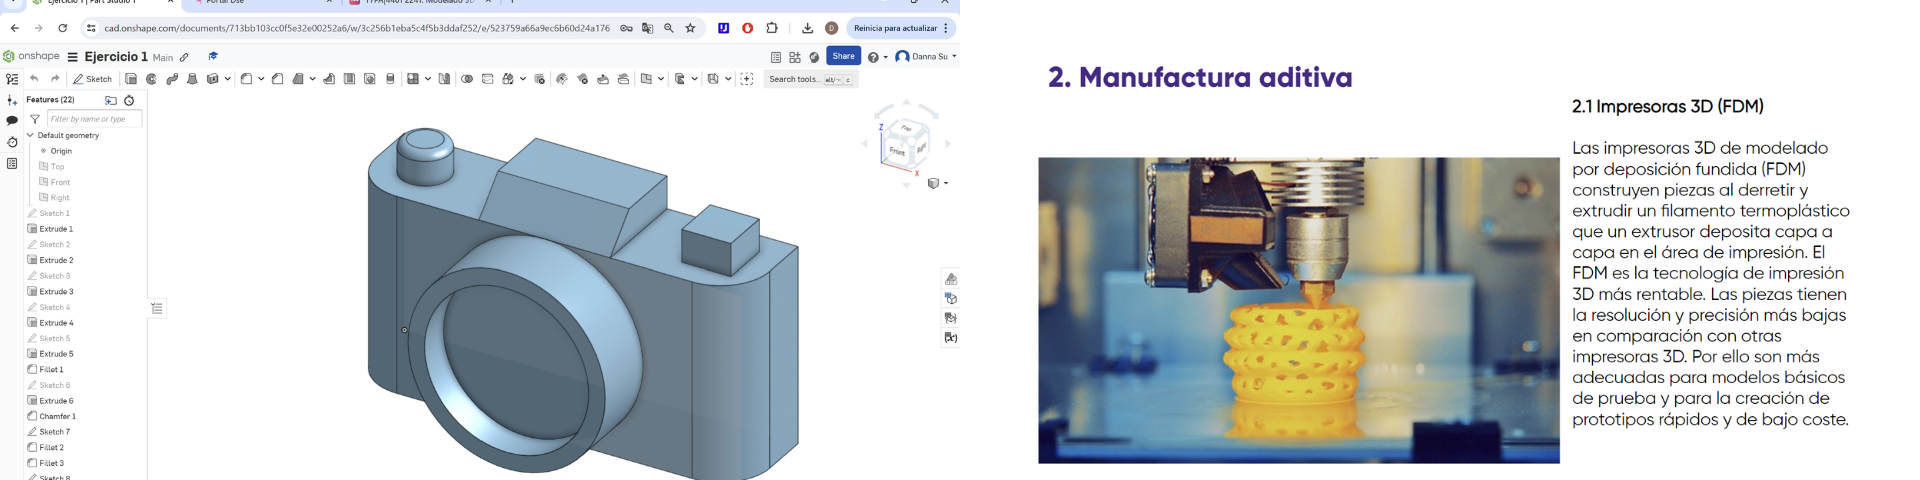 Ejercicio 1 | Part Studio 1
Portal Dse
cad.onshape.com/documents/713bb103cc0f5e32e00252a6/w/3c256b1eba5c4f5b3ddaf252/e/523759a66a9ec6b60d24a176
Reinicia para actualizar
onshape
Ejercicio 1 Main
Share
Danna Su
Sketch
Search tools...
Features (22)
Filter by name or type
Default geometry
Origin
Top
Front
Right
Sketch 1
Extrude 1
Sketch 2
Extrude 2
Sketch 3
Extrude 3
Sketch 4
Extrude 4
Sketch 5
Extrude 5
Fillet 1
Sketch 6
Extrude 6
Chamfer 1
Sketch 7
Fillet 2
Fillet 3
Sketch 8
Z
Top
Front
X
2. Manufactura aditiva
2.1 Impresoras 3D (FDM)
Las impresoras 3D de modelado
por deposición fundida (FDM)
construyen piezas al derretir y
extrudir un filamento termoplástico
que un extrusor deposita capa a
capa en el área de impresión. El
FDM es la tecnología de impresión
3D más rentable. Las piezas tienen
la resolución y precisión más bajas
en comparación con otras
impresoras 3D. Por ello son más
adecuadas para modelos básicos
de prueba y para la creación de
prototipos rápidos y de bajo coste.